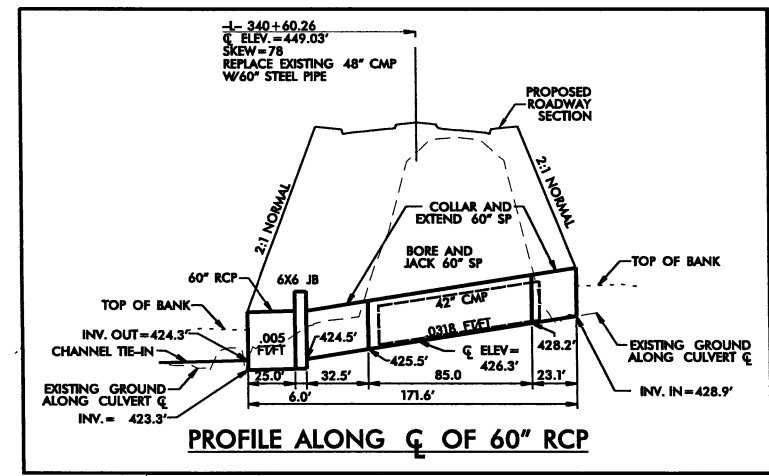 -L- 340+60.26
℄ ELEV.=449.03'
SKEW=78
REPLACE EXISTING 48" CMP
W/60" STEEL PIPE
PROPOSED
ROADWAY
SECTION
2:1 NORMAL
2:1 NORMAL
COLLAR AND
EXTEND 60" SP
BORE AND
JACK 60" SP
60" RCP
6X6 JB
TOP OF BANK
TOP OF BANK
42" CMP
.0318 FT/FT
INV. OUT=424.3'
.005
FT/FT
424.5'
CHANNEL TIE-IN
425.5'
℄ ELEV=
426.3'
428.2'
EXISTING GROUND
ALONG CULVERT ℄
25.0'
32.5'
85.0
23.1'
EXISTING GROUND
ALONG CULVERT ℄
INV. IN=428.9'
6.0'
171.6'
INV.= 423.3'
PROFILE ALONG ℄ OF 60" RCP